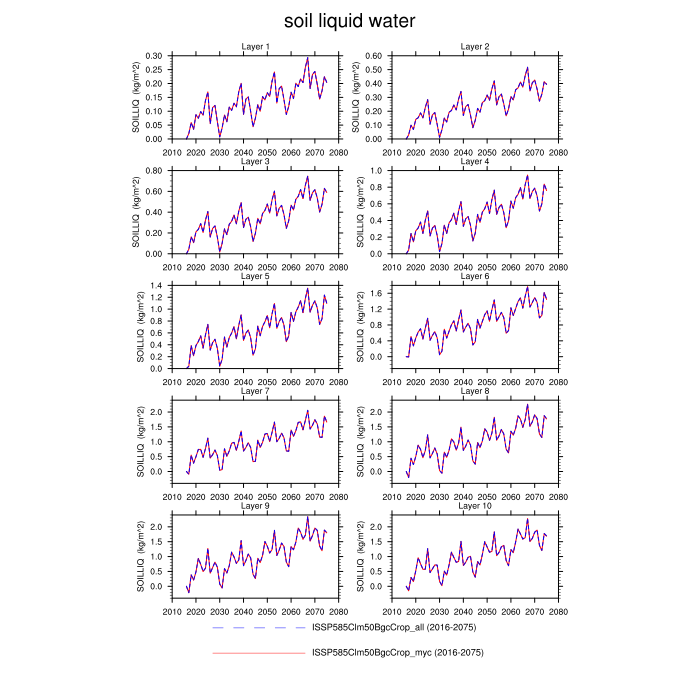 soil liquid water
Layer 1
SOILLIQ (kg/m^2)
0.30
0.25
0.20
0.15
0.10
0.05
0.00
2010 2020 2030 2040 2050 2060 2070 2080
Layer 2
SOILLIQ (kg/m^2)
0.60
0.50
0.40
0.30
0.20
0.10
0.00
2010 2020 2030 2040 2050 2060 2070 2080
Layer 3
SOILLIQ (kg/m^2)
0.80
0.60
0.40
0.20
0.00
2010 2020 2030 2040 2050 2060 2070 2080
Layer 4
SOILLIQ (kg/m^2)
1.0
0.8
0.6
0.4
0.2
0.0
2010 2020 2030 2040 2050 2060 2070 2080
Layer 5
SOILLIQ (kg/m^2)
1.4
1.2
1.0
0.8
0.6
0.4
0.2
0.0
2010 2020 2030 2040 2050 2060 2070 2080
Layer 6
SOILLIQ (kg/m^2)
1.6
1.2
0.8
0.4
0.0
2010 2020 2030 2040 2050 2060 2070 2080
Layer 7
SOILLIQ (kg/m^2)
2.0
1.5
1.0
0.5
0.0
2010 2020 2030 2040 2050 2060 2070 2080
Layer 8
SOILLIQ (kg/m^2)
2.0
1.5
1.0
0.5
0.0
2010 2020 2030 2040 2050 2060 2070 2080
Layer 9
SOILLIQ (kg/m^2)
2.0
1.5
1.0
0.5
0.0
2010 2020 2030 2040 2050 2060 2070 2080
Layer 10
SOILLIQ (kg/m^2)
2.0
1.5
1.0
0.5
0.0
2010 2020 2030 2040 2050 2060 2070 2080
ISSP585Clm50BgcCrop_all (2016-2075)
ISSP585Clm50BgcCrop_myc (2016-2075)